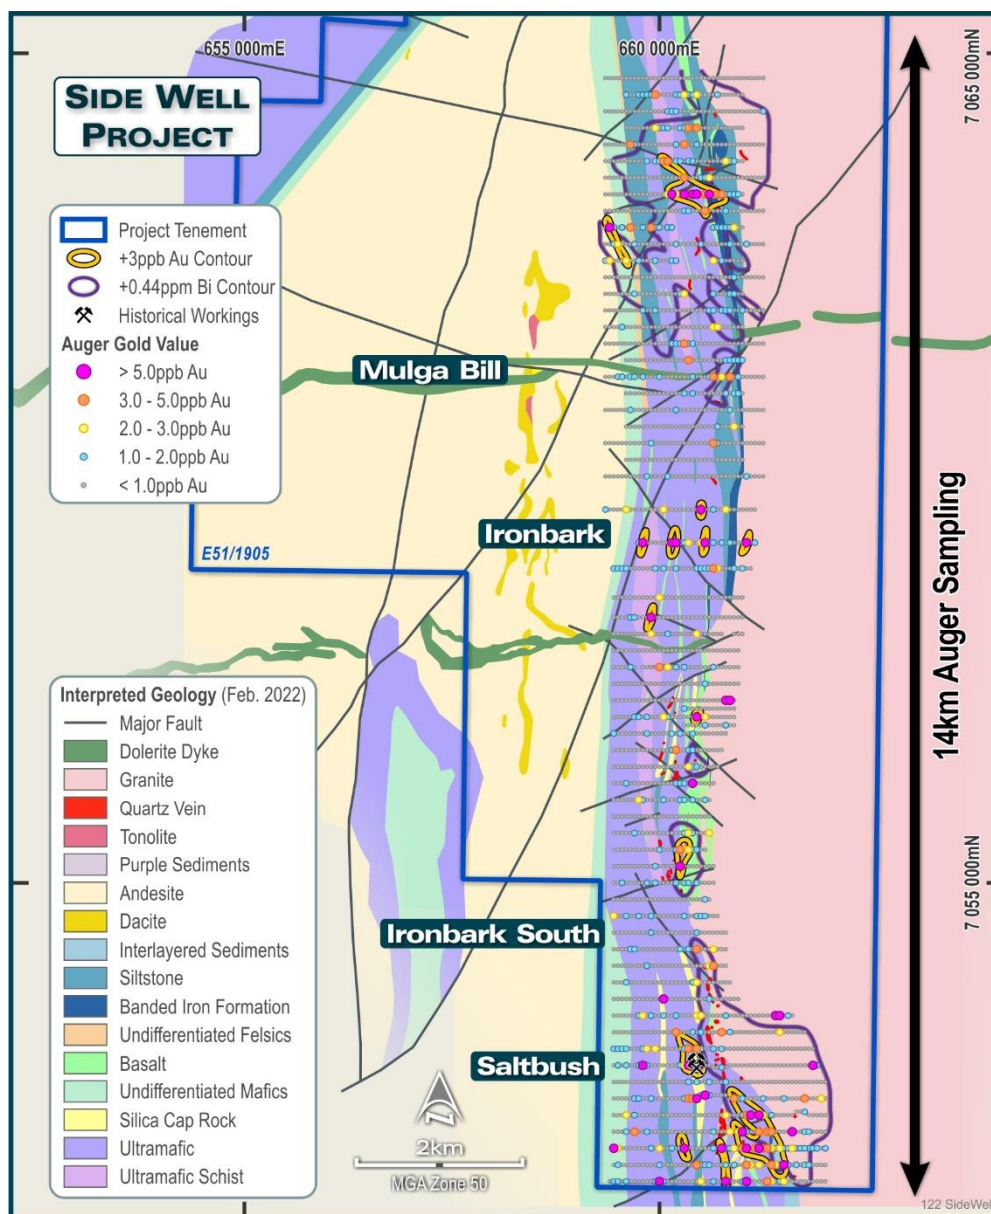 655 000mE
660 000mE
7 065 000mN
SIDE WELL
PROJECT
Project Tenement
+3ppb Au Contour
+0.44ppm Bi Contour
Historical Workings
Auger Gold Value
> 5.0ppb Au
3.0 - 5.0ppb Au
2.0 - 3.0ppb Au
1.0 - 2.0ppb Au
< 1.0ppb Au
Mulga Bill
Ironbark
E51/1905
14km Auger Sampling
Interpreted Geology (Feb. 2022)
Major Fault
Dolerite Dyke
Granite
Quartz Vein
Tonolite
Purple Sediments
Andesite
Dacite
Interlayered Sediments
Siltstone
Banded Iron Formation
Undifferentiated Felsics
Basalt
Undifferentiated Mafics
Silica Cap Rock
Ultramafic
Ultramafic Schist
7 055 000mN
Ironbark South
Saltbush
N
2km
MGA Zone 50
122 SideWel